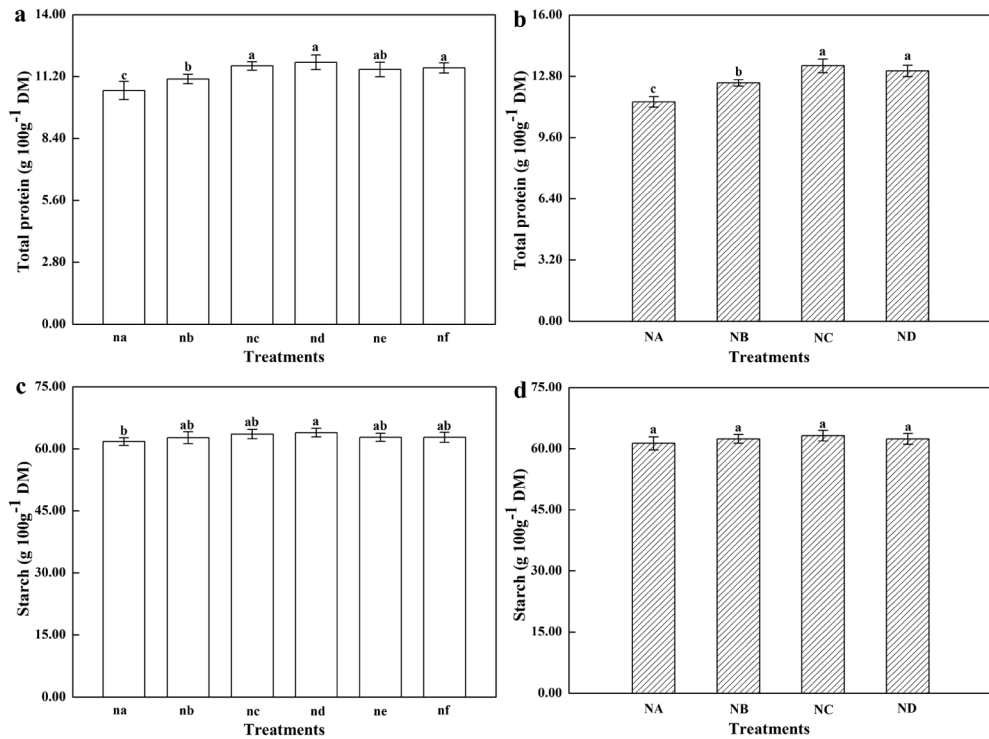 a
14.00
11.20
8.40
5.60
2.80
0.00
Total protein (g 100g-1 DM)
c b a a ab a
na nb nc nd ne nf
Treatments
b
16.00
12.80
9.60
6.40
3.20
0.00
Total protein (g 100g-1 DM)
c b a a
NA NB NC ND
Treatments
c
75.00
60.00
45.00
30.00
15.00
0.00
Starch (g 100g-1 DM)
b ab ab a ab ab
na nb nc nd ne nf
Treatments
d
75.00
60.00
45.00
30.00
15.00
0.00
Starch (g 100g-1 DM)
a a a a
NA NB NC ND
Treatments